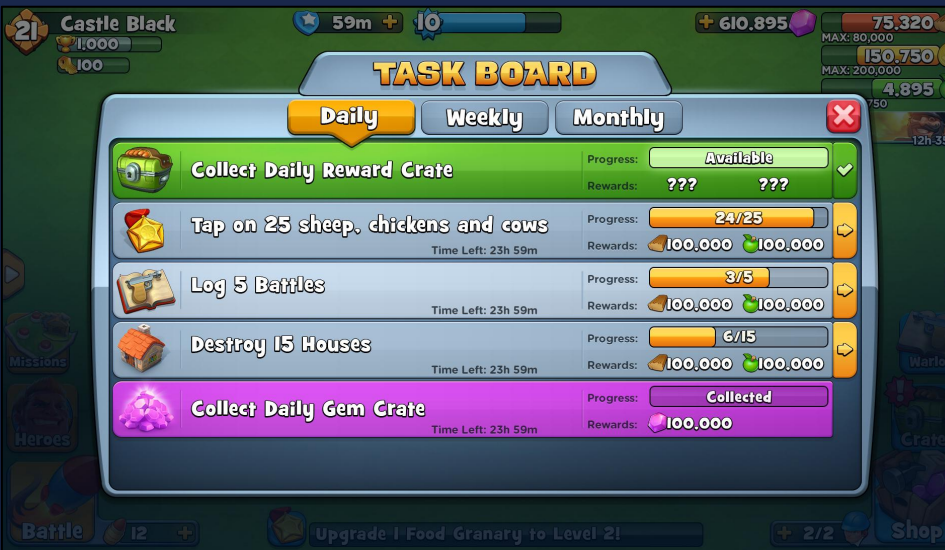 21 Castle Black 59m 10 610.895 75.320
1.000 MAX: 80,000
100 150.750
MAX: 200,000
4.895
TASK BOARD
750
Daily Weekly Monthly
12h 35
Collect Daily Reward Crate
Progress: Available
Rewards: ??? ???
Tap on 25 sheep, chickens and cows
Time Left: 23h 59m
Progress: 24/25
Rewards: 100,000 100,000
Log 5 Battles
Time Left: 23h 59m
Progress: 3/5
Rewards: 100,000 100,000
Destroy 15 Houses
Time Left: 23h 59m
Progress: 6/15
Rewards: 100,000 100,000
Collect Daily Gem Crate
Time Left: 23h 59m
Progress: Collected
Rewards: 100,000
Missions
Heroes
Crate
Battle 12 Upgrade 1 Food Granary to Level 2! 2/2 Shop